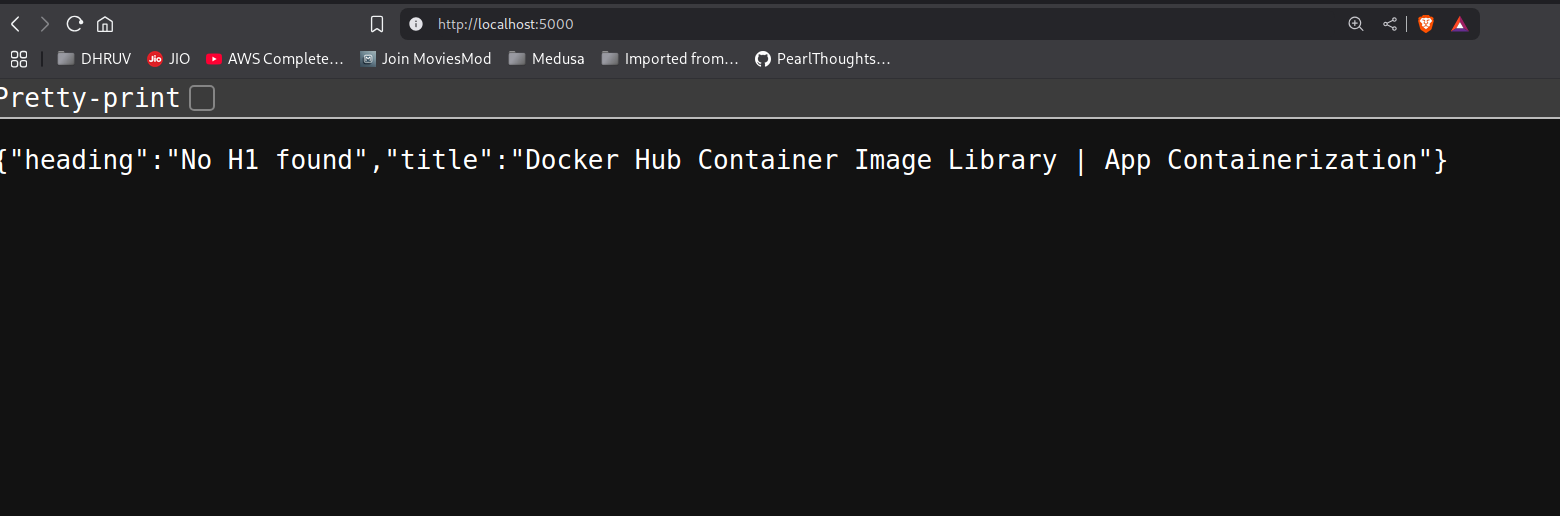 http://localhost:5000
DHRUV Jio JIO AWS Complete... Join MoviesMod Medusa Imported from... PearlThoughts...
Pretty-print
{"heading":"No H1 found","title":"Docker Hub Container Image Library | App Containerization"}